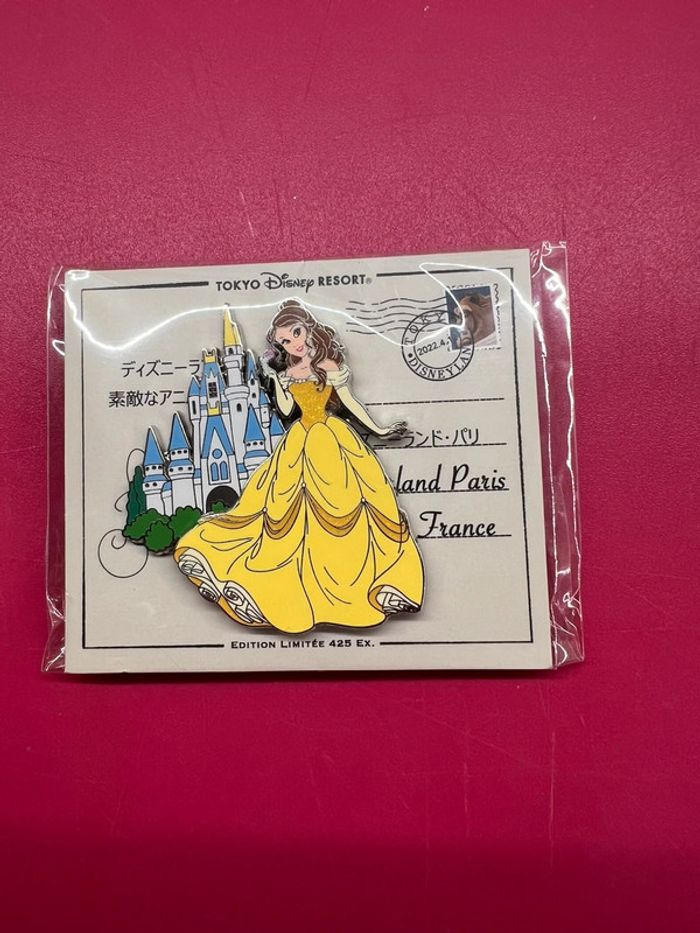 TOKYO Disney RESORT®
2022.4.
DISNEYLAN
ディズニーラ
素敵なアニ
ーランド・パリ
land Paris
France
EDITION LIMITÉE 425 EX.